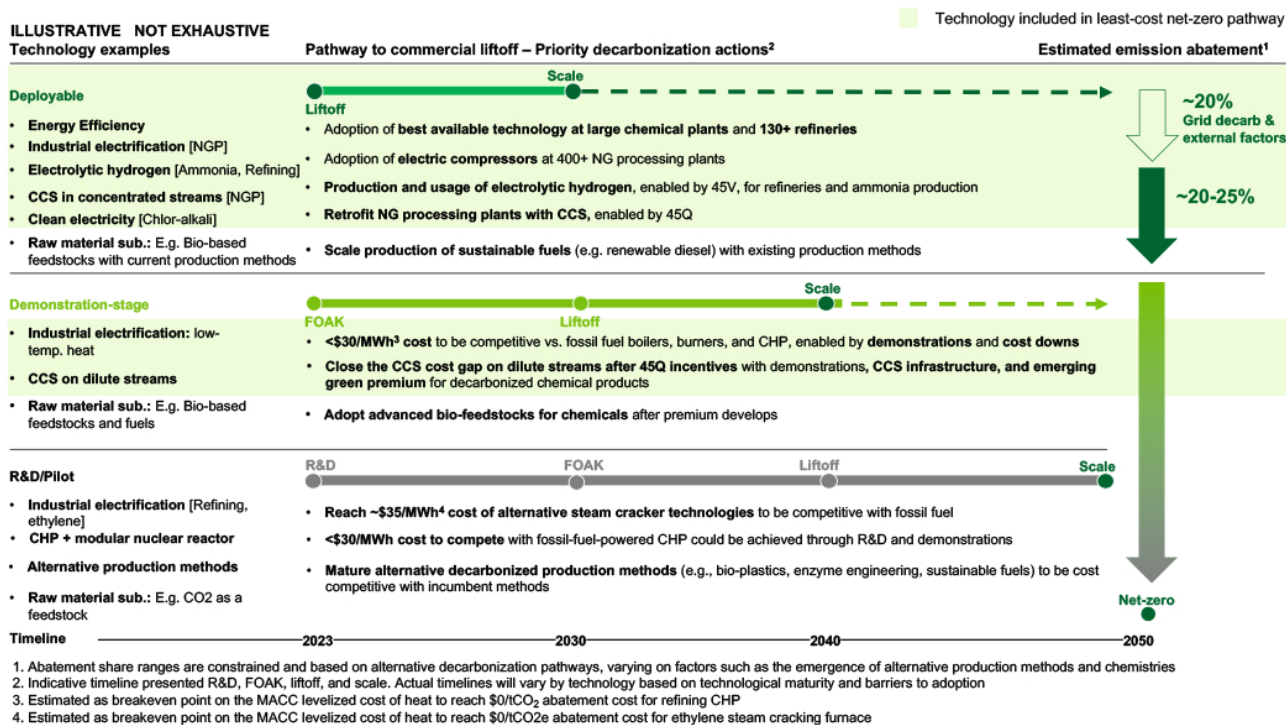 Technology included in least-cost net-zero pathway
ILLUSTRATIVE NOT EXHAUSTIVE
Technology examples
Pathway to commercial liftoff – Priority decarbonization actions2
Estimated emission abatement1
Deployable
Liftoff
Scale
• Energy Efficiency
• Industrial electrification [NGP]
• Electrolytic hydrogen [Ammonia, Refining]
• CCS in concentrated streams [NGP]
• Clean electricity [Chlor-alkali]
• Raw material sub.: E.g. Bio-based
feedstocks with current production methods
• Adoption of best available technology at large chemical plants and 130+ refineries
• Adoption of electric compressors at 400+ NG processing plants
• Production and usage of electrolytic hydrogen, enabled by 45V, for refineries and ammonia production
• Retrofit NG processing plants with CCS, enabled by 45Q
• Scale production of sustainable fuels (e.g. renewable diesel) with existing production methods
~20%
Grid decarb &
external factors
~20-25%
Demonstration-stage
FOAK
Liftoff
Scale
• Industrial electrification: low-
temp. heat
• CCS on dilute streams
• Raw material sub.: E.g. Bio-based
feedstocks and fuels
• <$30/MWh3 cost to be competitive vs. fossil fuel boilers, burners, and CHP, enabled by demonstrations and cost downs
• Close the CCS cost gap on dilute streams after 45Q incentives with demonstrations, CCS infrastructure, and emerging
green premium for decarbonized chemical products
• Adopt advanced bio-feedstocks for chemicals after premium develops
R&D/Pilot
R&D
FOAK
Liftoff
Scale
• Industrial electrification [Refining,
ethylene]
• CHP + modular nuclear reactor
• Alternative production methods
• Raw material sub.: E.g. CO2 as a
feedstock
• Reach ~$35/MWh4 cost of alternative steam cracker technologies to be competitive with fossil fuel
• <$30/MWh cost to compete with fossil-fuel-powered CHP could be achieved through R&D and demonstrations
• Mature alternative decarbonized production methods (e.g., bio-plastics, enzyme engineering, sustainable fuels) to be cost
competitive with incumbent methods
Net-zero
Timeline
2023
2030
2040
2050
1. Abatement share ranges are constrained and based on alternative decarbonization pathways, varying on factors such as the emergence of alternative production methods and chemistries
2. Indicative timeline presented R&D, FOAK, liftoff, and scale. Actual timelines will vary by technology based on technological maturity and barriers to adoption
3. Estimated as breakeven point on the MACC levelized cost of heat to reach $0/tCO2 abatement cost for refining CHP
4. Estimated as breakeven point on the MACC levelized cost of heat to reach $0/tCO2e abatement cost for ethylene steam cracking furnace